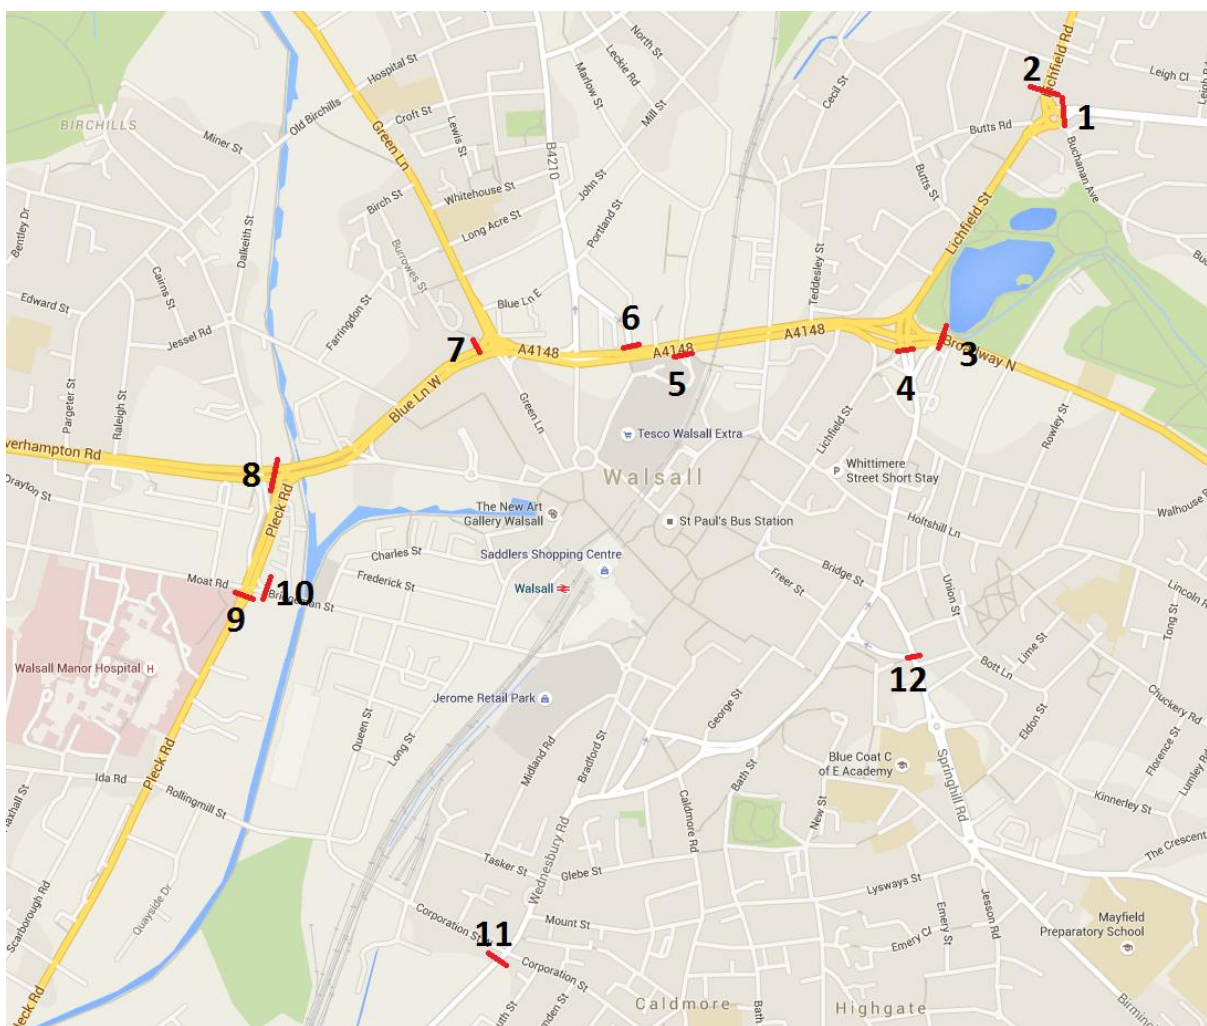 North St
Lichfield Rd
Leckie Rd
Hospital St
Marlow St
2
Leigh Cl
Cecil St
Mill St
Croft St
Old Birchills
1
BIRCHILLS
Green Ln
Lewis St
Butts Rd
Miner St
B4210
Buchanan Ave
John St
Whitehouse St
Butts St
Birch St
Portland St
Long Acre St
Lichfield St
Bentley Dr
Dalkeith St
Burrowes St
Teddesley St
Cairns St
Edward St
Farringdon St
Blue Ln E
6
Jessel Rd
7
A4148
A4148
A4148
3
Broadway N
5
4
Blue Ln W
Pargeter St
Raleigh St
Green Ln
Lichfield St
Rowley St
Tesco Walsall Extra
verhampton Rd
8
Walsall
Whittimere
Street Short Stay
Drayton St
Pleck Rd
The New Art
Gallery Walsall
St Paul's Bus Station
Holtshill Ln
Charles St
Saddlers Shopping Centre
Bridge St
Frederick St
Freer St
Moat Rd
Walsall
Union St
10
Lincoln R
9
Tong St
Lime St
Walsall Manor Hospital
H
12
Bott Ln
Jerome Retail Park
George St
Chuckery Rd
Queen St
Long St
Eldon St
Midland Rd
Bradford St
Florence St
Pleck Rd
Blue Coat C
of E Academy
Bath St
Springhill Rd
Lumley Rd
Ida Rd
Rollingmill St
Kinnerley St
New St
Caldmore Rd
Wednesbury Rd
The Crescent
Tasker St
Glebe St
Lysways St
Scarborough Rd
Quayside Dr
Jesson Rd
Emery St
Corporation St
11
Mount St
Emery Cl
Mayfield
Preparatory School
Corporation St
Pleck Rd
Caldmore
Bath
Highgate
Birming